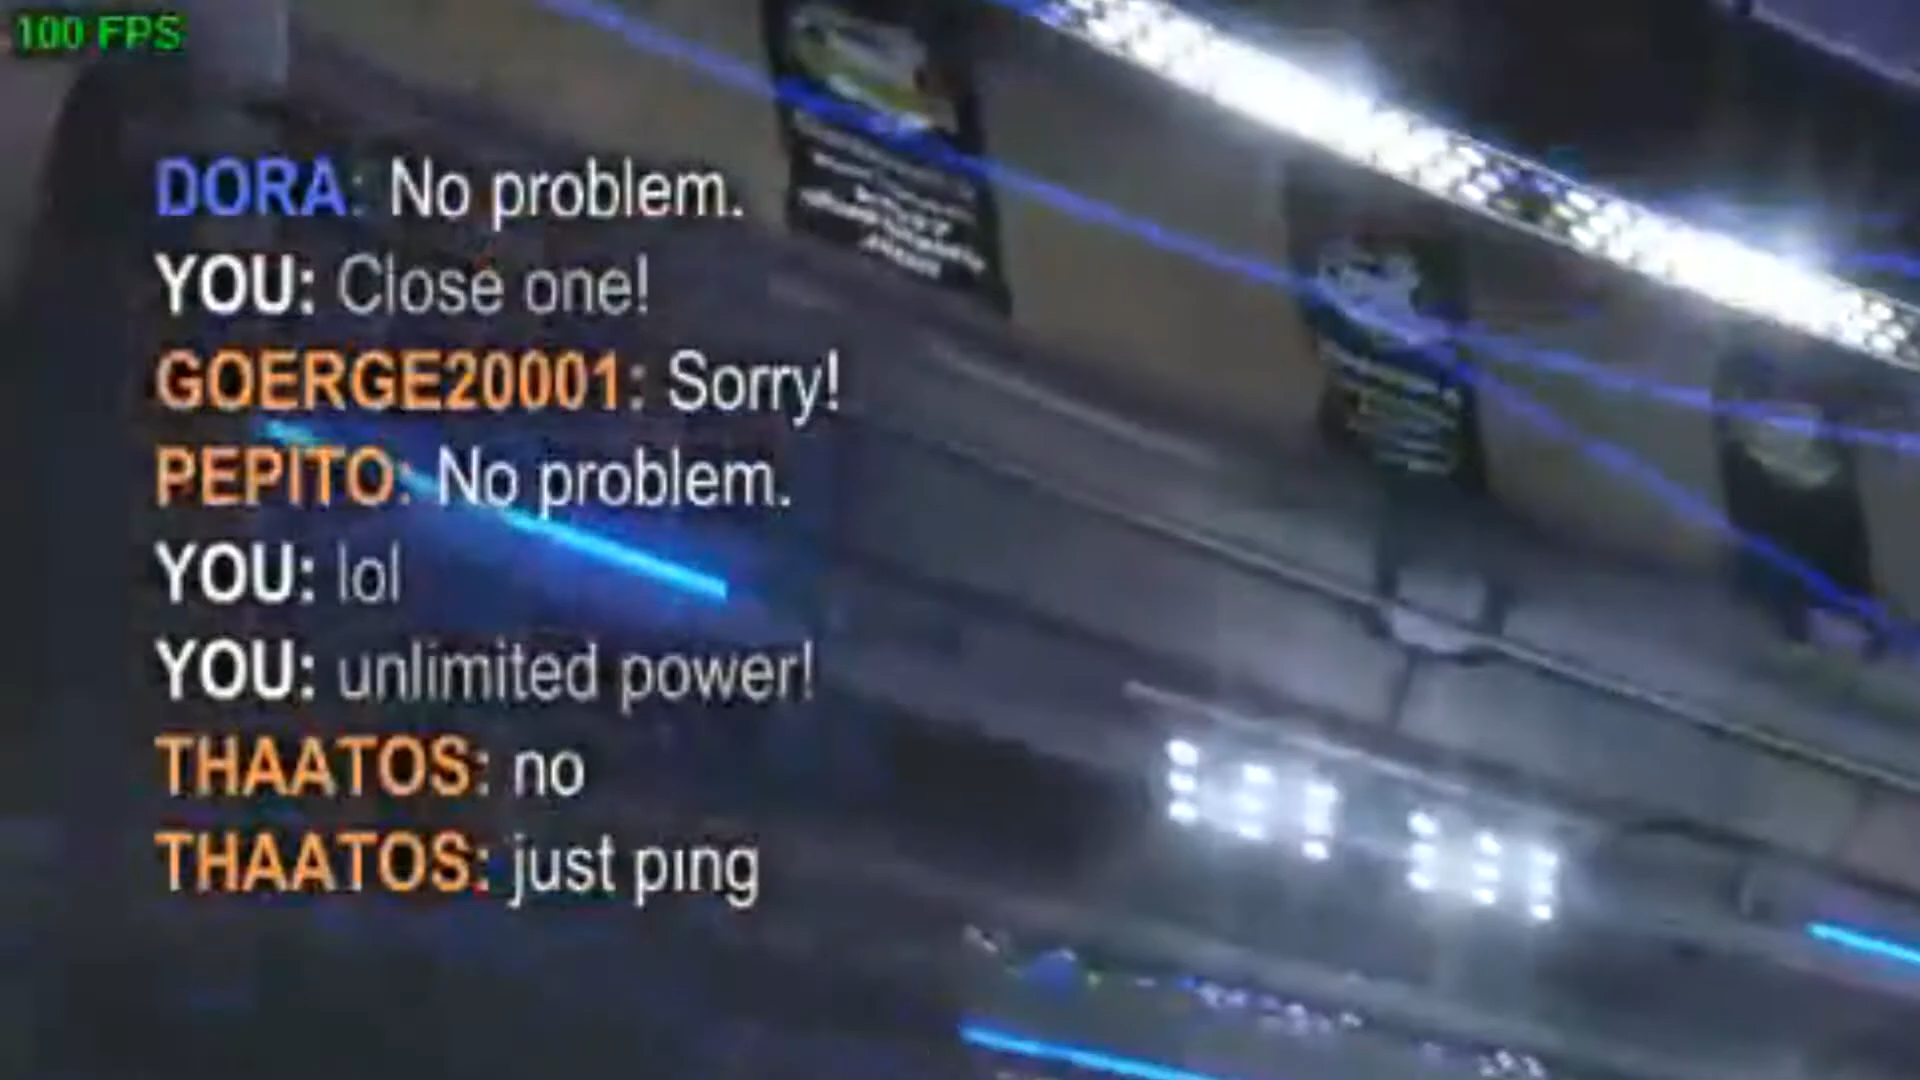 100 FPS
DORA: No problem.
YOU: Close one!
GOERGE20001: Sorry!
PEPITO: No problem.
YOU: lol
YOU: unlimited power!
THAATOS: no
THAATOS: just ping